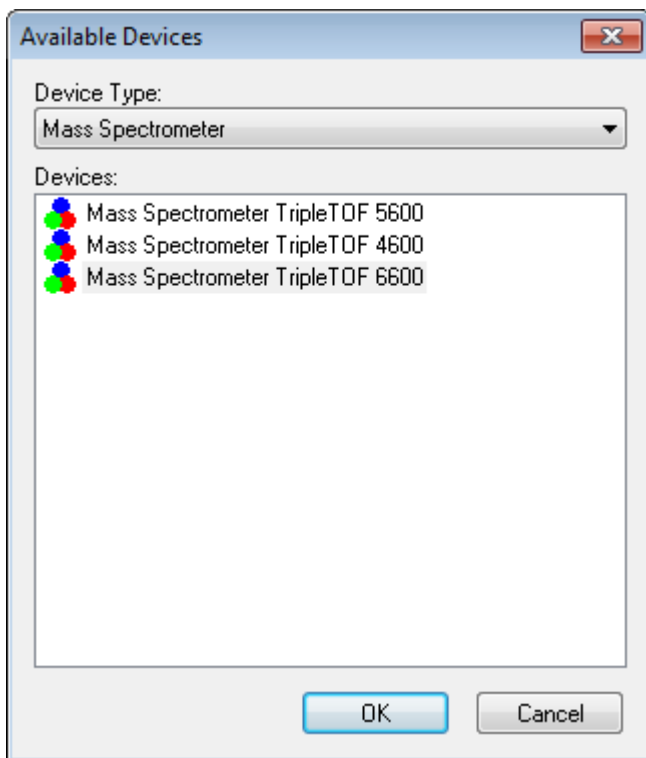 Available Devices
Device Type:
Mass Spectrometer
Devices:
Mass Spectrometer TripleTOF 5600
Mass Spectrometer TripleTOF 4600
Mass Spectrometer TripleTOF 6600
OK Cancel